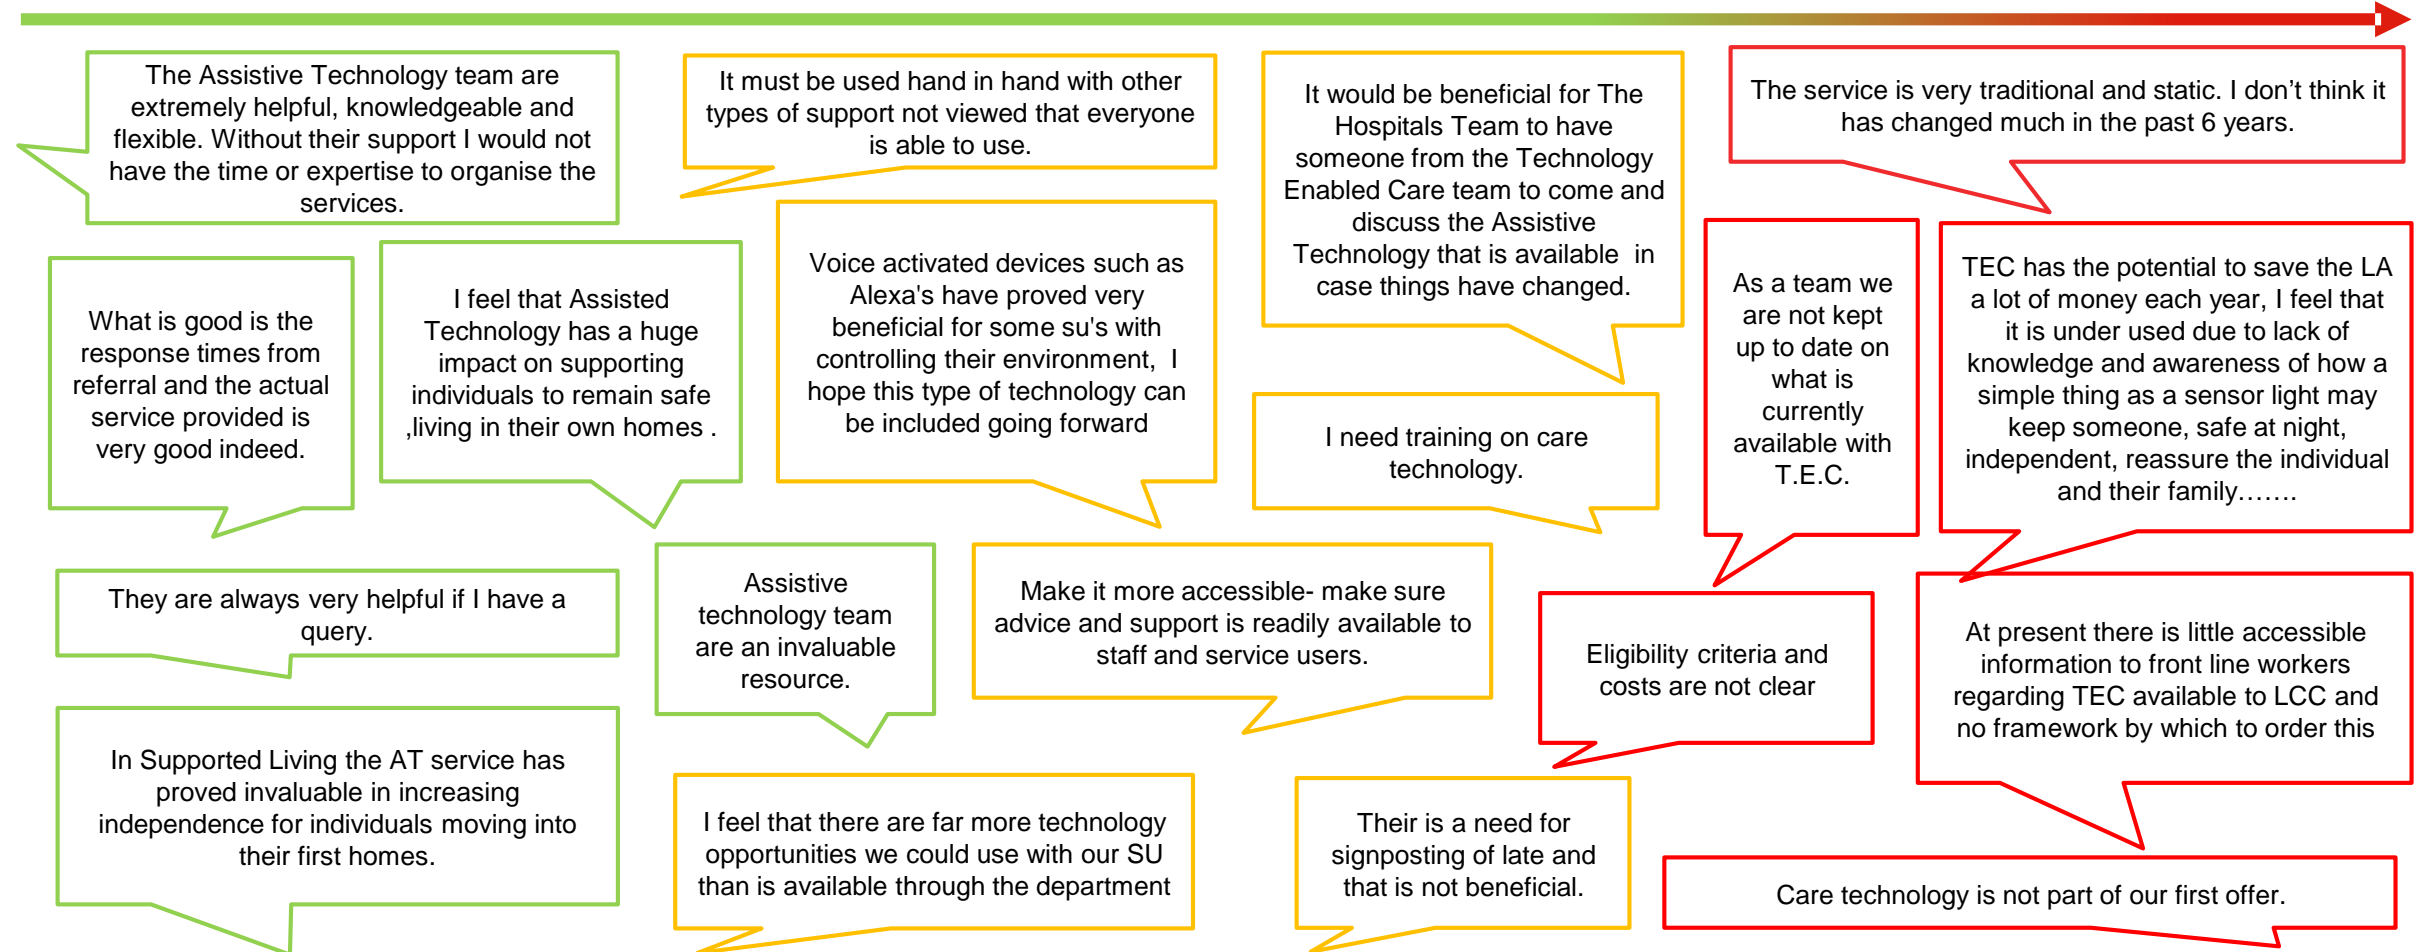 The Assistive Technology team are
extremely helpful, knowledgeable and
flexible. Without their support I would not
have the time or expertise to organise the
services.
It must be used hand in hand with other
types of support not viewed that everyone
is able to use.
It would be beneficial for The
Hospitals Team to have
someone from the Technology
Enabled Care team to come and
discuss the Assistive
Technology that is available  in
case things have changed.
The service is very traditional and static. I don’t think it
has changed much in the past 6 years.
What is good is the
response times from
referral and the actual
service provided is
very good indeed.
I feel that Assisted
Technology has a huge
impact on supporting
individuals to remain safe
,living in their own homes .
Voice activated devices such as
Alexa's have proved very
beneficial for some su's with
controlling their environment,  I
hope this type of technology can
be included going forward
I need training on care
technology.
As a team we
are not kept
up to date on
what is
currently
available with
T.E.C.
TEC has the potential to save the LA
a lot of money each year, I feel that
it is under used due to lack of
knowledge and awareness of how a
simple thing as a sensor light may
keep someone, safe at night,
independent, reassure the individual
and their family…….
They are always very helpful if I have a
query.
Assistive
technology team
are an invaluable
resource.
Make it more accessible- make sure
advice and support is readily available to
staff and service users.
Eligibility criteria and
costs are not clear
At present there is little accessible
information to front line workers
regarding TEC available to LCC and
no framework by which to order this
In Supported Living the AT service has
proved invaluable in increasing
independence for individuals moving into
their first homes.
I feel that there are far more technology
opportunities we could use with our SU
than is available through the department
Their is a need for
signposting of late and
that is not beneficial.
Care technology is not part of our first offer.